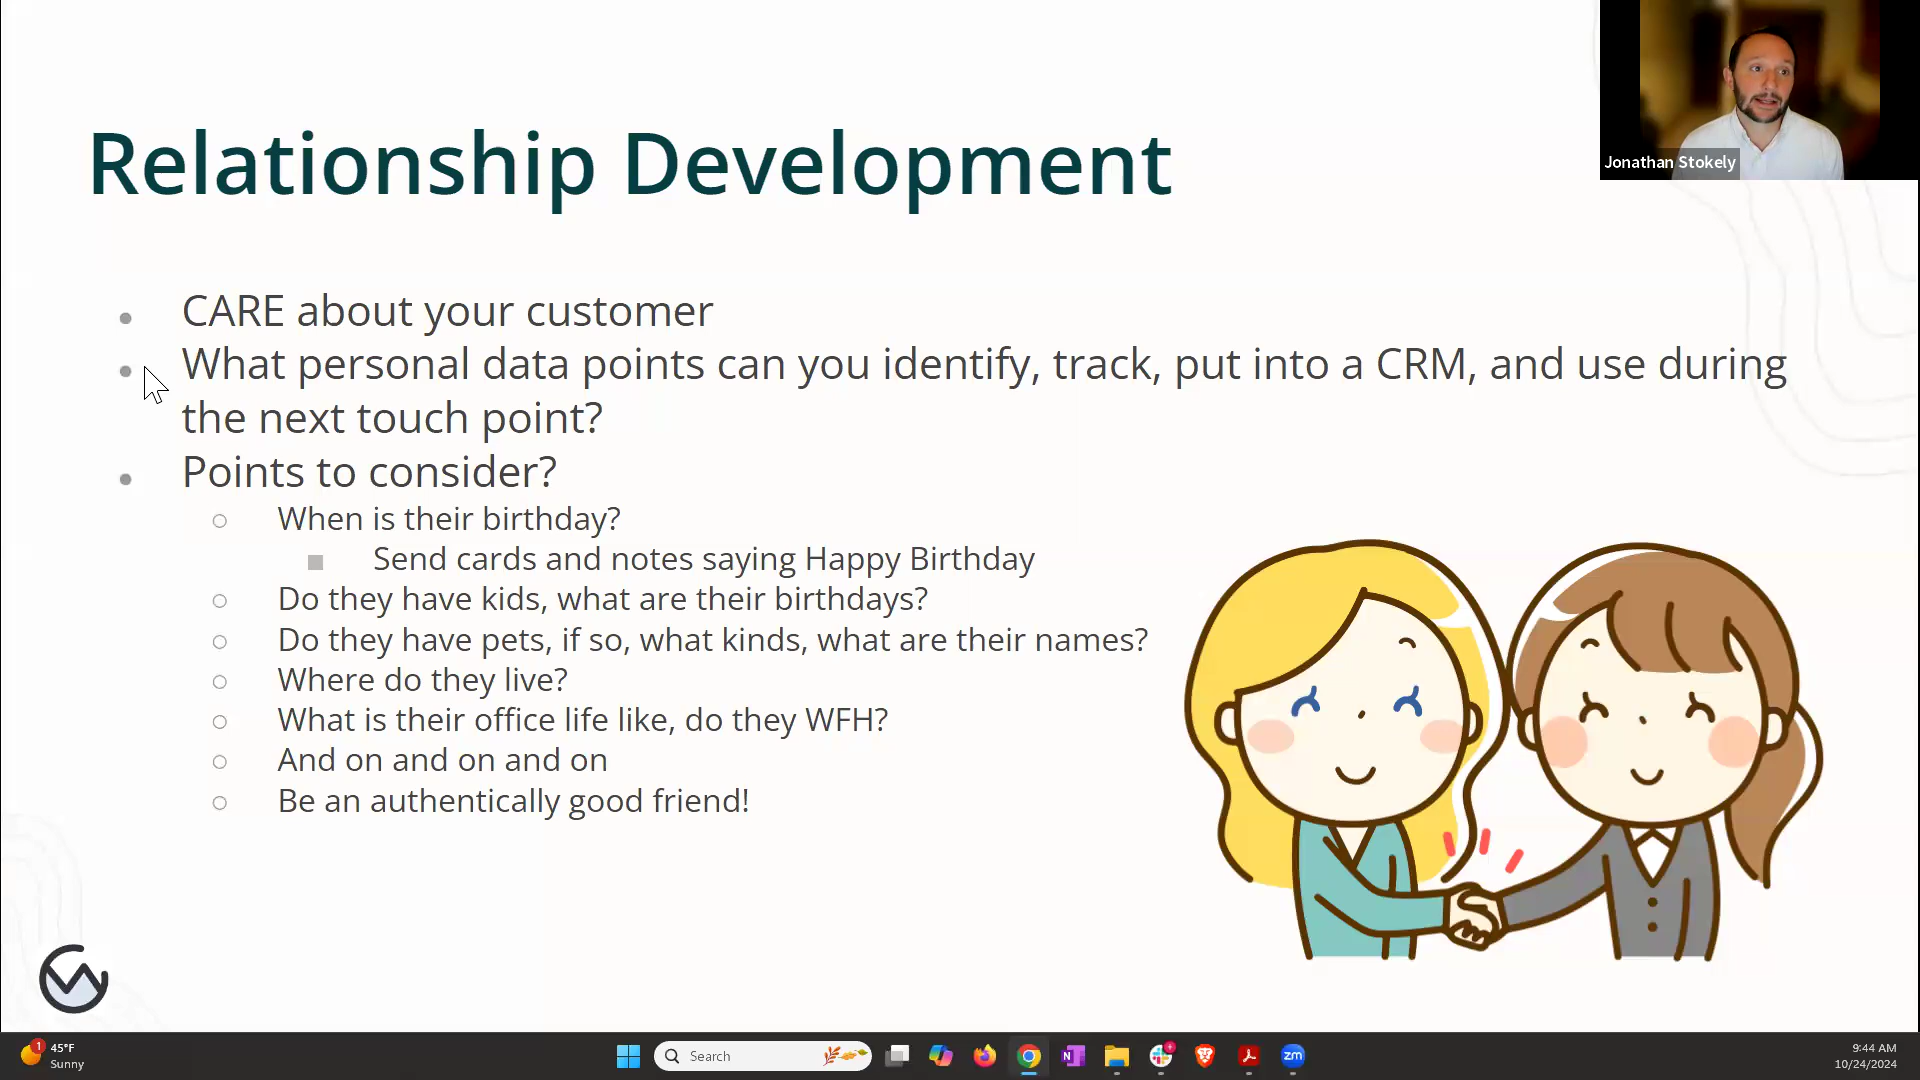 Jonathan Stokely
Relationship Development
CARE about your customer
What personal data points can you identify, track, put into a CRM, and use during
the next touch point?
Points to consider?
When is their birthday?
Send cards and notes saying Happy Birthday
Do they have kids, what are their birthdays?
Do they have pets, if so, what kinds, what are their names?
Where do they live?
What is their office life like, do they WFH?
And on and on and on
Be an authentically good friend!
1
45°F
Sunny
Search
N
zm
9:44 AM
10/24/2024